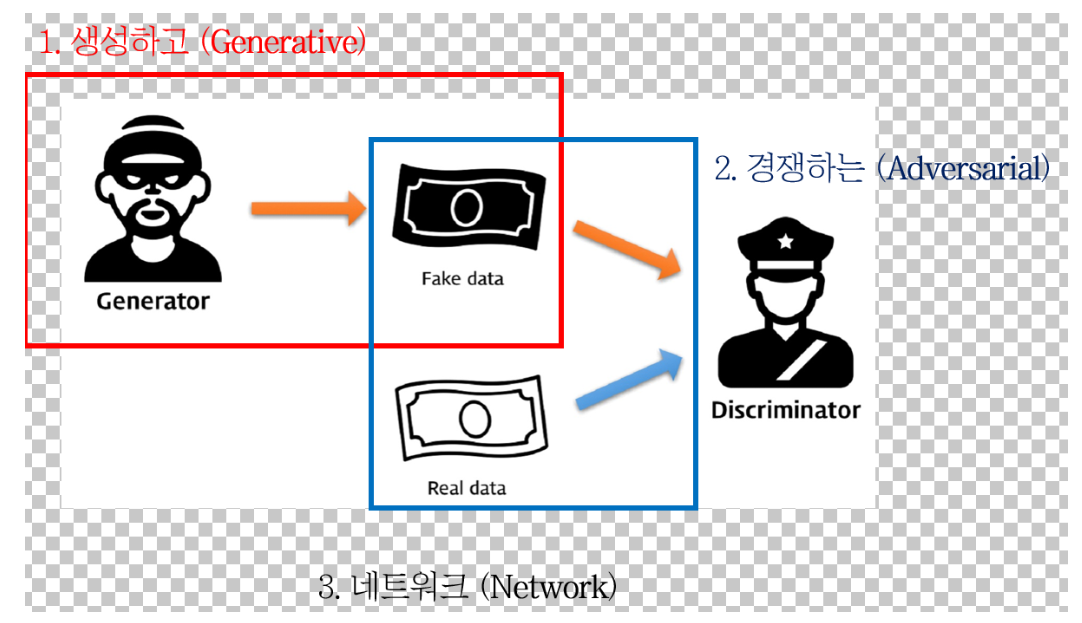 1. 생성하고 (Generative)
2. 경쟁하는 (Adversarial)
Fake data
Generator
Discriminator
Real data
3. 네트워크 (Network)